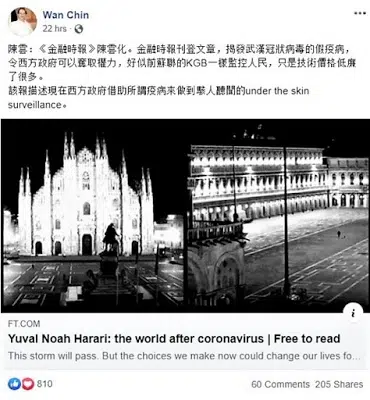 Wan Chin
22 hrs ·
陳雲：《金融時報》陳雲化。金融時報刊登文章，揭發武漢冠狀病毒的假疫病，
令西方政府可以奪取權力，好似前蘇聯的KGB一樣監控人民，只是技術價格低廉
了很多。
該報描述現在西方政府借助所謂疫病來做到駭人聽聞的under the skin
surveillance。
FT.COM
Yuval Noah Harari: the world after coronavirus | Free to read
This storm will pass. But the choices we make now could change our lives fo...
810
60 Comments 205 Shares